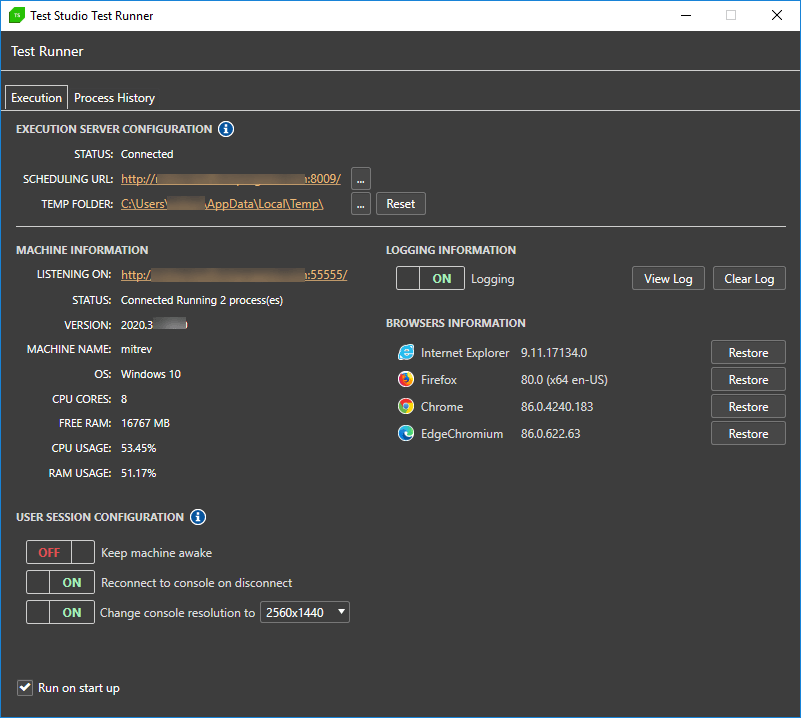 Test Studio Test Runner
Test Runner
Execution Process History
EXECUTION SERVER CONFIGURATION
STATUS: Connected
SCHEDULING URL: http:// :8009/ ...
TEMP FOLDER: C:\Users\ \AppData\Local\Temp\ ... Reset
MACHINE INFORMATION
LISTENING ON: http:/ :55555/
STATUS: Connected Running 2 process(es)
VERSION: 2020.3
MACHINE NAME: mitrev
OS: Windows 10
CPU CORES: 8
FREE RAM: 16767 MB
CPU USAGE: 53.45%
RAM USAGE: 51.17%
LOGGING INFORMATION
ON Logging View Log Clear Log
BROWSERS INFORMATION
Internet Explorer 9.11.17134.0 Restore
Firefox 80.0 (x64 en-US) Restore
Chrome 86.0.4240.183 Restore
EdgeChromium 86.0.622.63 Restore
USER SESSION CONFIGURATION
OFF Keep machine awake
ON Reconnect to console on disconnect
ON Change console resolution to 2560x1440
Run on start up